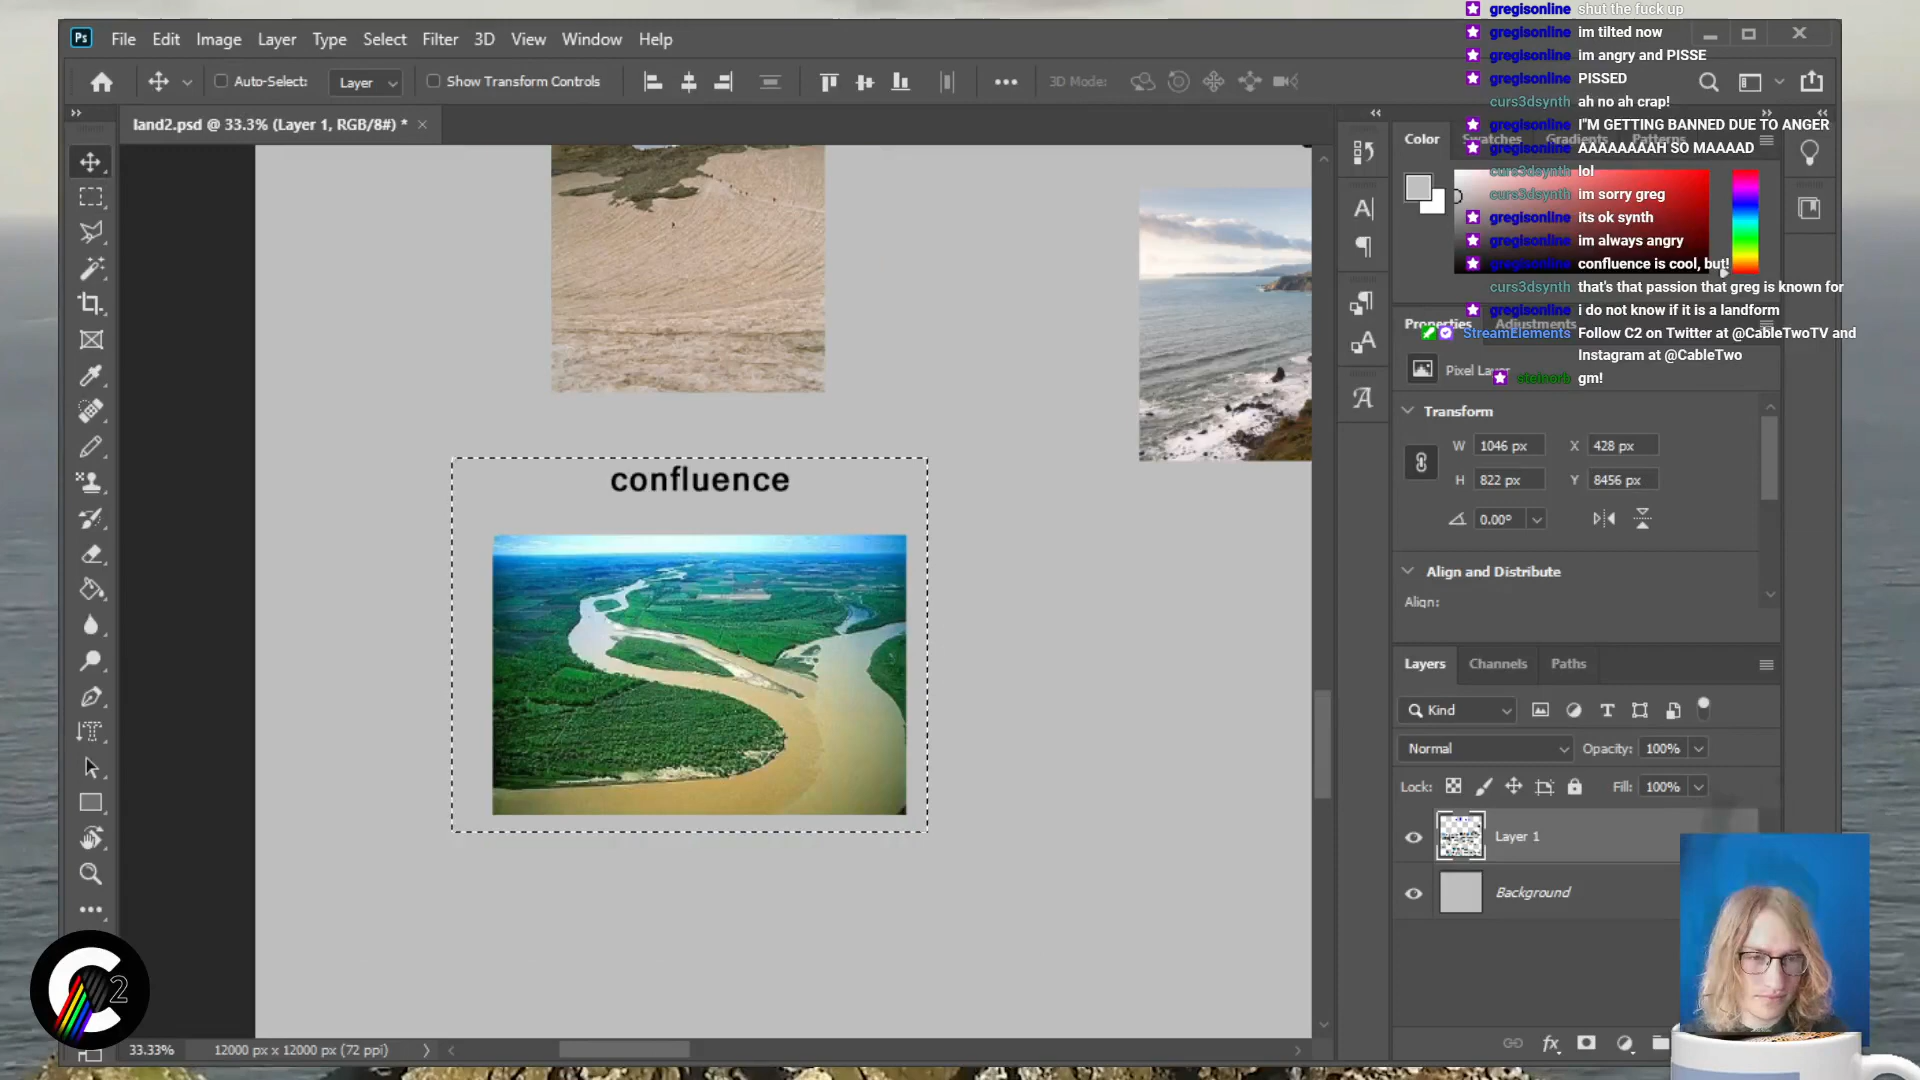 Ps File Edit Image Layer Type Select Filter 3D View Window Help
Auto-Select: Layer Show Transform Controls 3D Mode:
land2.psd @ 33.3% (Layer 1, RGB/8#) *
confluence
33.33% 12000 px x 12000 px (72 ppi)
gregisonline shut the fuck up
gregisonline im tilted now
gregisonline im angry and PISSE
gregisonline PISSED
curs3dsynth ah no ah crap!
gregisonline I"M GETTING BANNED DUE TO ANGER
gregisonline AAAAAAAAH SO MAAAAD
curs3dsynth lol
curs3dsynth im sorry greg
gregisonline its ok synth
gregisonline im always angry
gregisonline confluence is cool, but!
curs3dsynth that's that passion that greg is known for
gregisonline i do not know if it is a landform
StreamElements Follow C2 on Twitter at @CableTwoTV and
Instagram at @CableTwo
gm!
Color Swatches Gradients Patterns
Properties Adjustments
Pixel Layer
Transform
W 1046 px X 428 px
H 822 px Y 8456 px
0.00°
Align and Distribute
Align:
Layers Channels Paths
Kind
Normal Opacity: 100%
Lock: Fill: 100%
Layer 1
Background
fx
C2